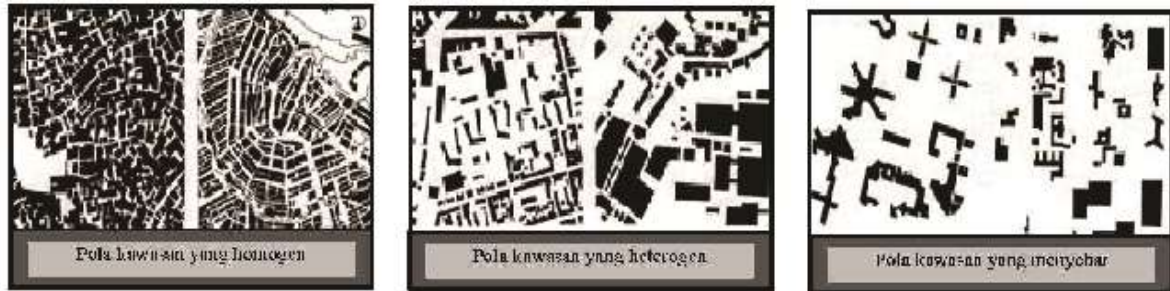 Pola kawasan yang homogen
Pola kawasan yang heterogen
Pola kawasan yang menyebar